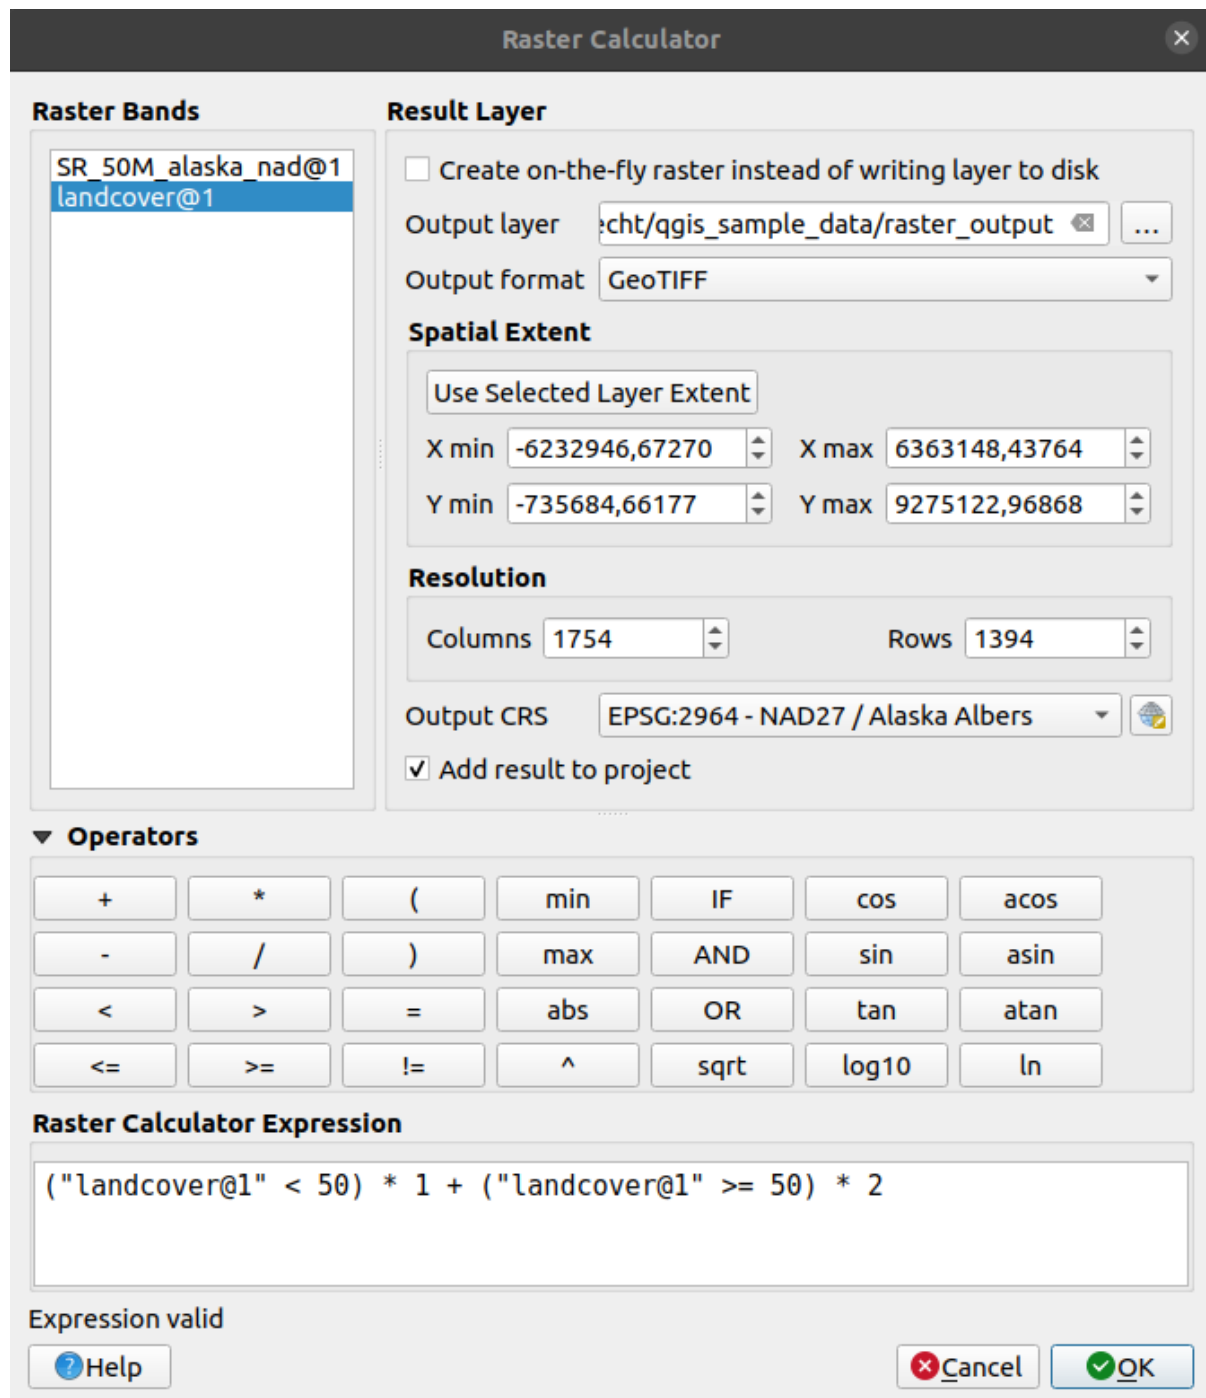 Raster Calculator
Raster Bands
SR_50M_alaska_nad@1
landcover@1
Result Layer
Create on-the-fly raster instead of writing layer to disk
Output layer echt/qgis_sample_data/raster_output ...
Output format GeoTIFF
Spatial Extent
Use Selected Layer Extent
X min -6232946,67270 X max 6363148,43764
Y min -735684,66177 Y max 9275122,96868
Resolution
Columns 1754 Rows 1394
Output CRS EPSG:2964 - NAD27 / Alaska Albers
Add result to project
Operators
+ * ( min IF cos acos
- / ) max AND sin asin
< > = abs OR tan atan
<= >= != ^ sqrt log10 ln
Raster Calculator Expression
("landcover@1" < 50) * 1 + ("landcover@1" >= 50) * 2
Expression valid
Help Cancel OK